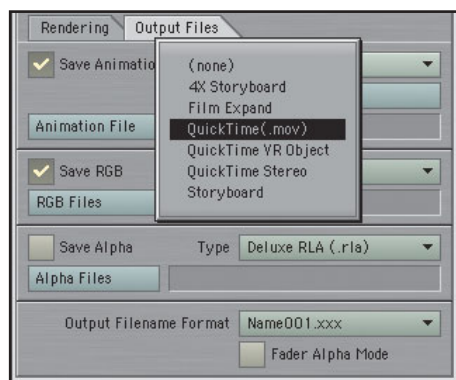 Rendering Output Files
Save Animatio
(none)
4X Storyboard
Film Expand
QuickTime(.mov)
QuickTime VR Object
QuickTime Stereo
Storyboard
Animation File
Save RGB
RGB Files
Save Alpha Type Deluxe RLA (.rla)
Alpha Files
Output Filename Format Name001.xxx
Fader Alpha Mode